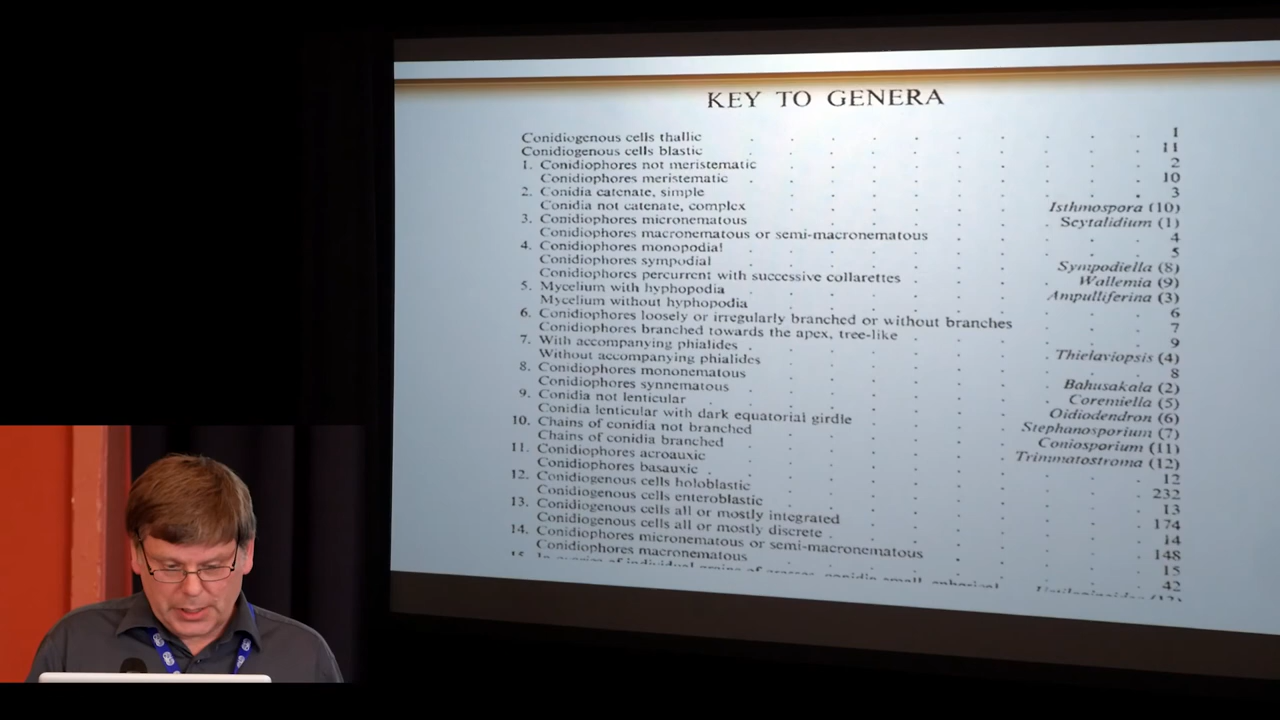 KEY TO GENERA
Conidiogenous cells thallic . . . . . . . . . 1
Conidiogenous cells blastic . . . . . . . . . 11
1. Conidiophores not meristematic . . . . . . . . . 2
Conidiophores meristematic . . . . . . . . . 10
2. Conidia catenate, simple . . . . . . . . . 3
Conidia not catenate, complex . . . . . . . Isthmospora (10)
3. Conidiophores micronematous . . . . . . . Scytalidium (1)
Conidiophores macronematous or semi-macronematous . . . . . 4
4. Conidiophores monopodial . . . . . . . . . 5
Conidiophores sympodial . . . . . . . Sympodiella (8)
Conidiophores percurrent with successive collarettes . . . Wallemia (9)
5. Mycelium with hyphopodia . . . . . . . Ampulliferina (3)
Mycelium without hyphopodia . . . . . . . . . 6
6. Conidiophores loosely or irregularly branched or without branches . . . 7
Conidiophores branched towards the apex, tree-like . . . . . 9
7. With accompanying phialides . . . . . . . Thielaviopsis (4)
Without accompanying phialides . . . . . . . . . 8
8. Conidiophores mononematous . . . . . . . Bahusakala (2)
Conidiophores synnematous . . . . . . . Coremiella (5)
9. Conidia not lenticular . . . . . . . Oidiodendron (6)
Conidia lenticular with dark equatorial girdle . . . Stephanosporium (7)
10. Chains of conidia not branched . . . . . . Coniosporium (11)
Chains of conidia branched . . . . . . Trimmatostroma (12)
11. Conidiophores acroauxic . . . . . . . . . 12
Conidiophores basauxic . . . . . . . . . 232
12. Conidiogenous cells holoblastic . . . . . . . . . 13
Conidiogenous cells enteroblastic . . . . . . . . . 174
13. Conidiogenous cells all or mostly integrated . . . . . . 14
Conidiogenous cells all or mostly discrete . . . . . . 148
14. Conidiophores micronematous or semi-macronematous . . . . . 15
Conidiophores macronematous . . . . . . . . . 42